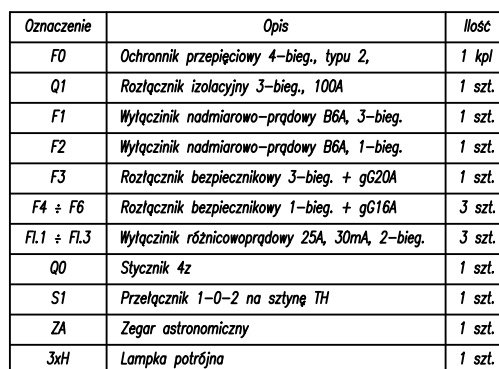 Oznaczenie Opis Ilość
F0 Ochronnik przepięciowy 4-bieg., typu 2, 1 kpl
Q1 Rozłącznik izolacyjny 3-bieg., 100A 1 szt.
F1 Wyłącznik nadmiarowo-prądowy B6A, 3-bieg. 1 szt.
F2 Wyłącznik nadmiarowo-prądowy B6A, 1-bieg. 1 szt.
F3 Rozłącznik bezpiecznikowy 3-bieg. + gG20A 1 szt.
F4 ÷ F6 Rozłącznik bezpiecznikowy 1-bieg. + gG16A 3 szt.
FI.1 ÷ FI.3 Wyłącznik różnicowoprądowy 25A, 30mA, 2-bieg. 3 szt.
Q0 Stycznik 4z 1 szt.
S1 Przełącznik 1-0-2 na sztynę TH 1 szt.
ZA Zegar astronomiczny 1 szt.
3xH Lampka potrójna 1 szt.